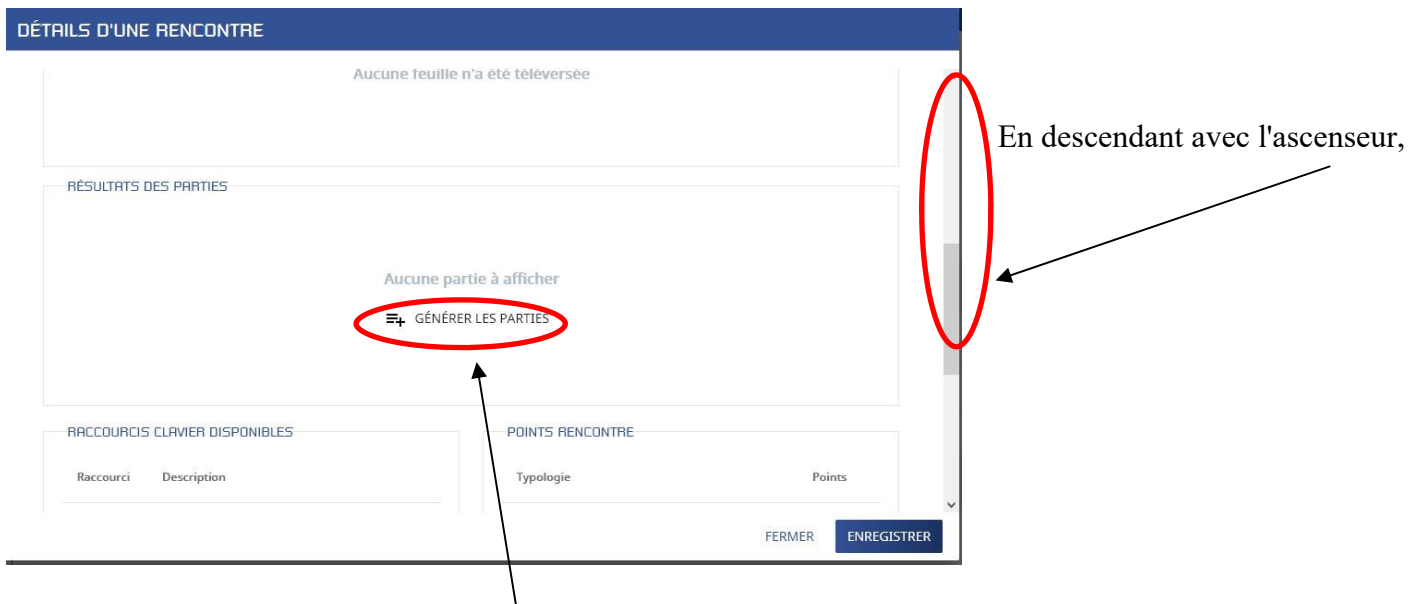 DÉTAILS D'UNE RENCONTRE
Aucune feuille n'a été téléversée
En descendant avec l'ascenseur,
RÉSULTATS DES PARTIES
Aucune partie à afficher
GÉNÉRER LES PARTIES
RACCOURCIS CLAVIER DISPONIBLES
POINTS RENCONTRE
Raccourci Description
Typologie Points
FERMER ENREGISTRER